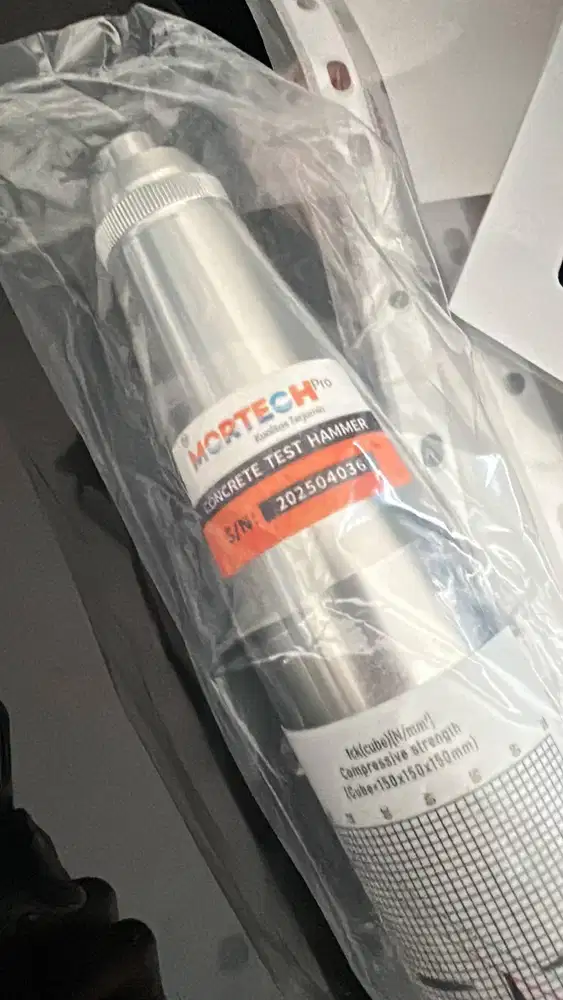 MORTECH Pro
Kualitas Terjamin
CONCRETE TEST HAMMER
S/N: 202504036
fck(cube)[N/mm²]
Compressive strength
(Cube=150x150x150mm)